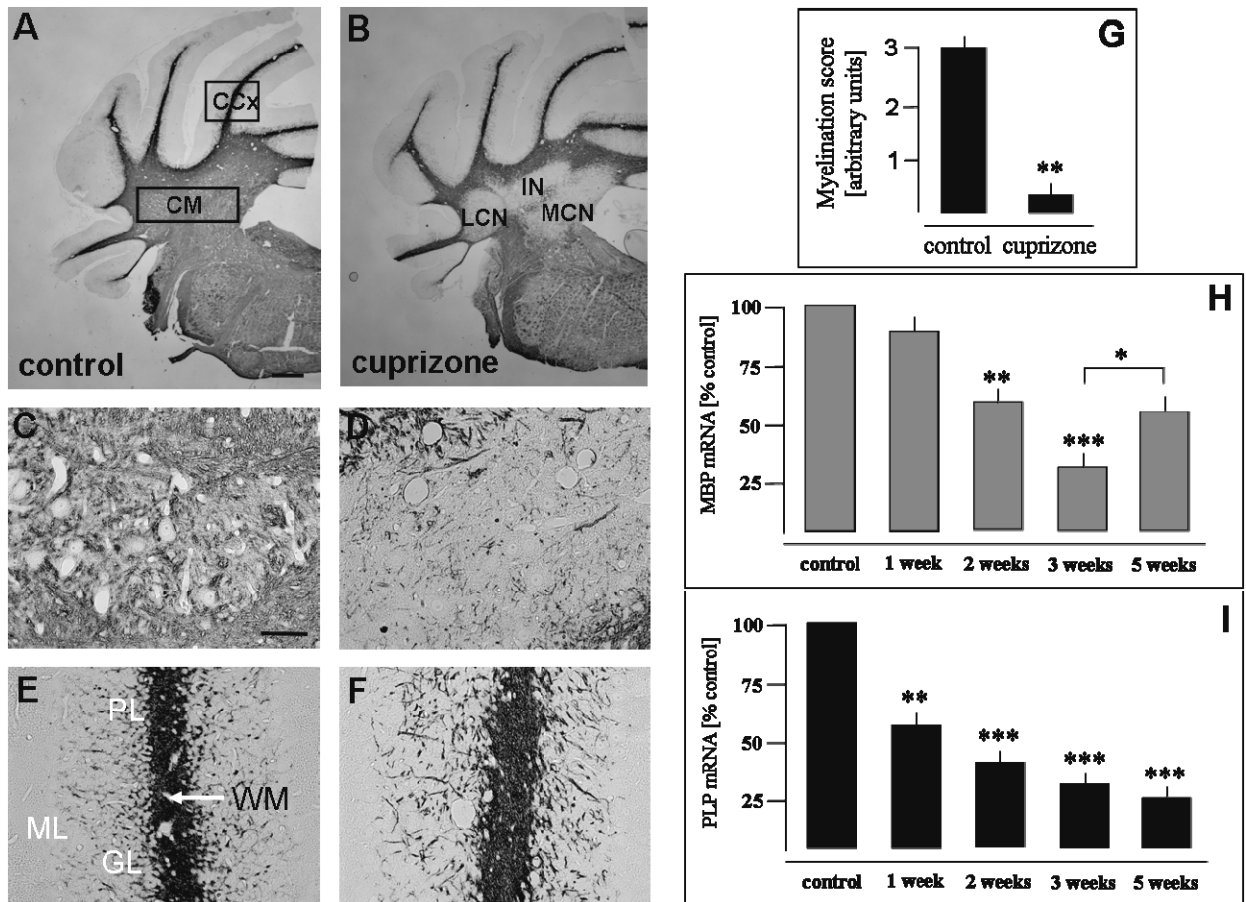 A
CCx
CM
control
B
IN
LCN
MCN
cuprizone
C
D
E
PL
WM
ML
GL
F
G
Myelination score
[arbitrary units]
3
2
1
**
control cuprizone
H
MBP mRNA [% control]
100
75
50
25
**
***
*
control 1 week 2 weeks 3 weeks 5 weeks
I
PLP mRNA [% control]
100
75
50
25
**
***
***
***
control 1 week 2 weeks 3 weeks 5 weeks